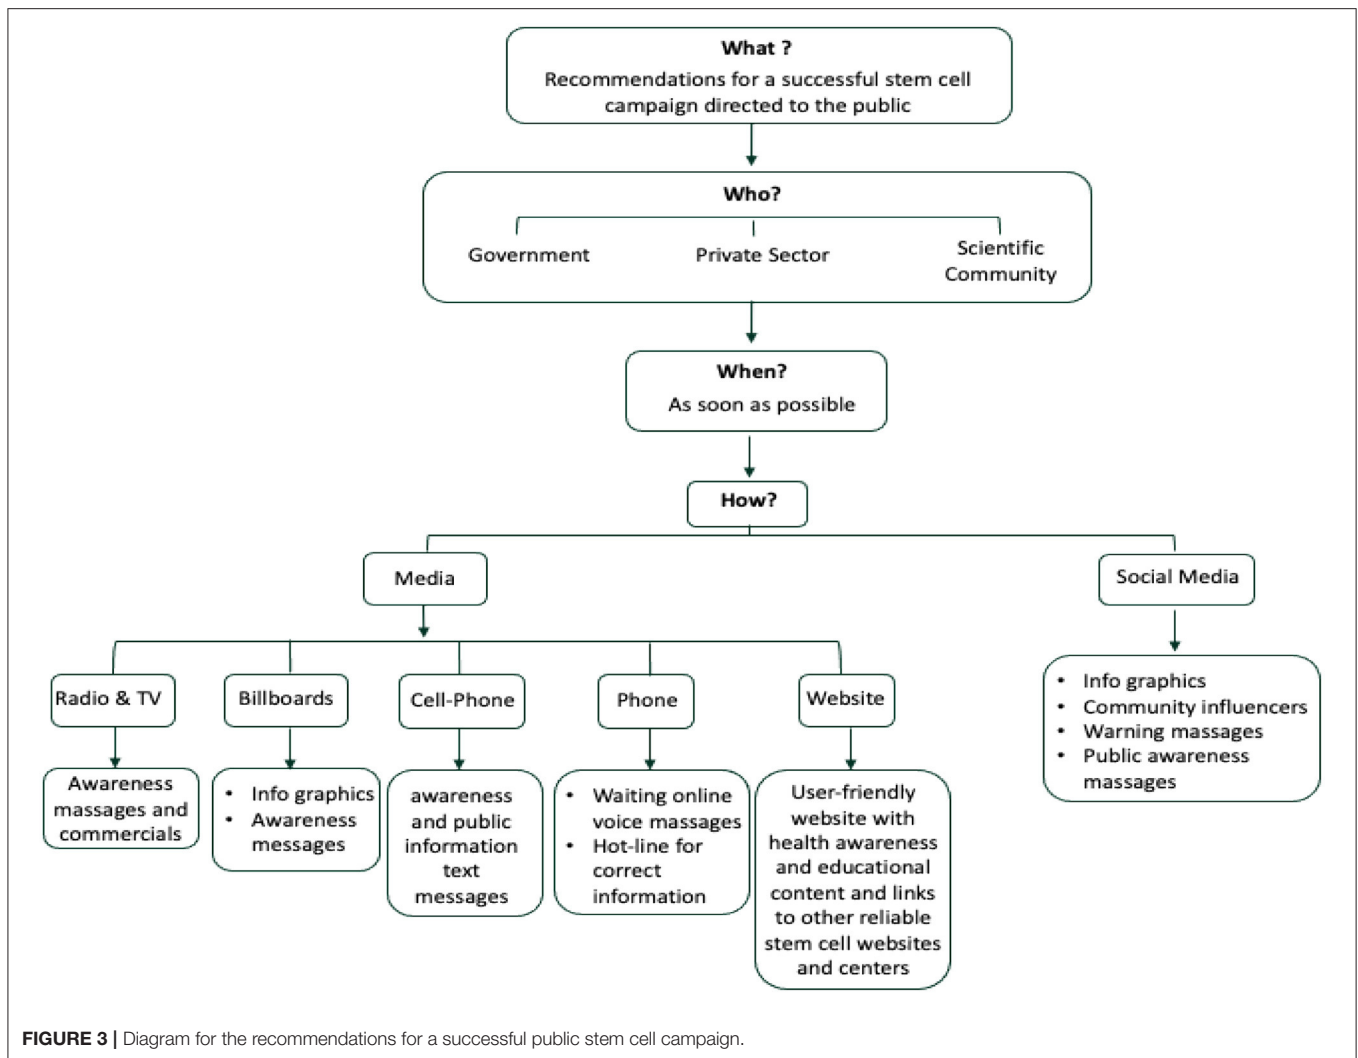 What ?
Recommendations for a successful stem cell
campaign directed to the public
Who?
Government
Private Sector
Scientific
Community
When?
As soon as possible
How?
Media
Social Media
Radio & TV
Billboards
Cell-Phone
Phone
Website
Awareness
massages and
commercials
• Info graphics
• Awareness
messages
awareness
and public
information
text
messages
• Waiting online
voice massages
• Hot-line for
correct
information
User-friendly
website with
health awareness
and educational
content and links
to other reliable
stem cell websites
and centers
• Info graphics
• Community influencers
• Warning massages
• Public awareness
massages
FIGURE 3 | Diagram for the recommendations for a successful public stem cell campaign.